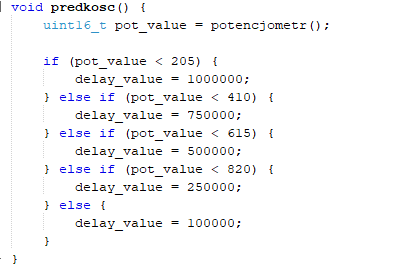 void predkosc() {
    uint16_t pot_value = potencjometr();

    if (pot_value < 205) {
        delay_value = 1000000;
    } else if (pot_value < 410) {
        delay_value = 750000;
    } else if (pot_value < 615) {
        delay_value = 500000;
    } else if (pot_value < 820) {
        delay_value = 250000;
    } else {
        delay_value = 100000;
    }
}